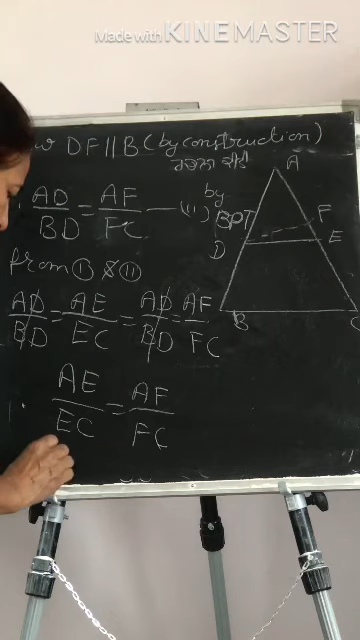 Made with KINEMASTER
DF || B (by construction)
ਰਚਨਾ
AD/BD = AF/FC — (II) by BPT
from (I) & (II)
AD/BD = AE/EC = AD/BD = AF/FC
AE/EC = AF/FC
A
F
D
E
B
C